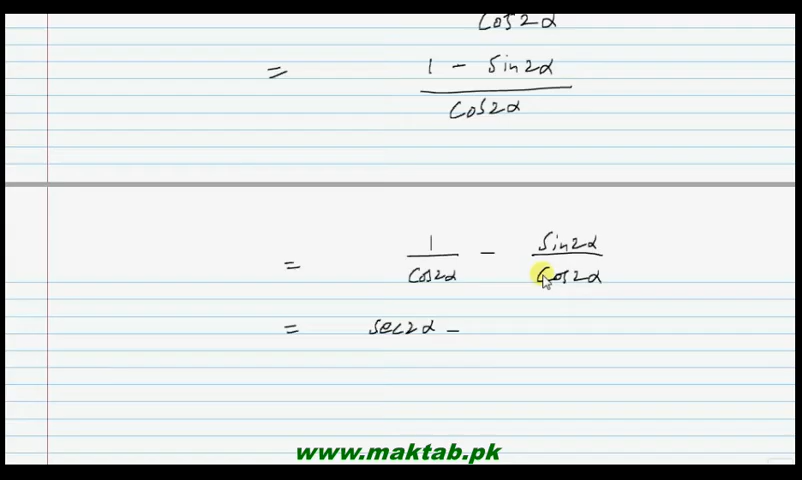 Cos2α
= 1 - Sin2α
Cos2α
= 1 - Sin2α
Cos2α Cos2α
= Sec2α -
www.maktab.pk